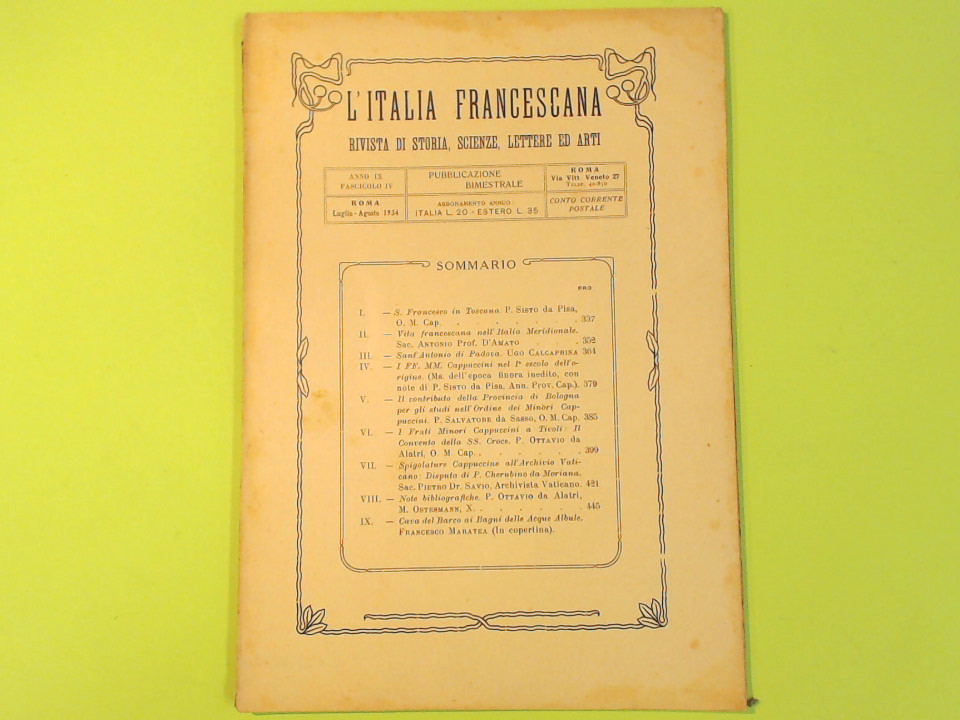 L'ITALIA FRANCESCANA
RIVISTA DI STORIA, SCIENZE, LETTERE ED ARTI
ANNO IX
FASCICOLO IV
PUBBLICAZIONE
BIMESTRALE
ROMA
Via Vitt. Veneto 27
TELEF. 40-850
ROMA
Luglio - Agosto 1934
ABBONAMENTO ANNUO:
ITALIA L. 20 - ESTERO L. 35
CONTO CORRENTE
POSTALE
SOMMARIO
PAG
I. — S. Francesco in Toscana. P. SISTO da Pisa,
O. M. Cap. . . . . . . . 337
II. — Vita francescana nell'Italia Meridionale.
Sac. ANTONIO Prof. D'AMATO . . . 352
III. — Sant'Antonio di Padova. UGO CALCAPRINA 364
IV. — I FF. MM. Cappuccini nel I° secolo dell'o-
rigine. (Ms. dell'epoca finora inedito, con
note di P. SISTO da Pisa, Ann. Prov. Cap.). 379
V. — Il contributo della Provincia di Bologna
per gli studi nell'Ordine dei Minori Cap-
puccini. P. SALVATORE da Sasso, O. M. Cap. 385
VI. — I Frati Minori Cappuccini a Tivoli: Il
Convento della SS. Croce. P. OTTAVIO da
Alatri, O. M. Cap. . . . . . . 399
VII. — Spigolature Cappuccine all'Archivio Vati-
cano: Disputa di P. Cherubino da Moriana.
Sac. PIETRO Dr. SAVIO, Archivista Vaticano. 421
VIII. — Note bibliografiche. P. OTTAVIO da Alatri,
M. OSTERMANN, X. . . . . . . 445
IX. — Cava del Barco ai Bagni delle Acque Albule.
FRANCESCO MARATEA (In copertina).